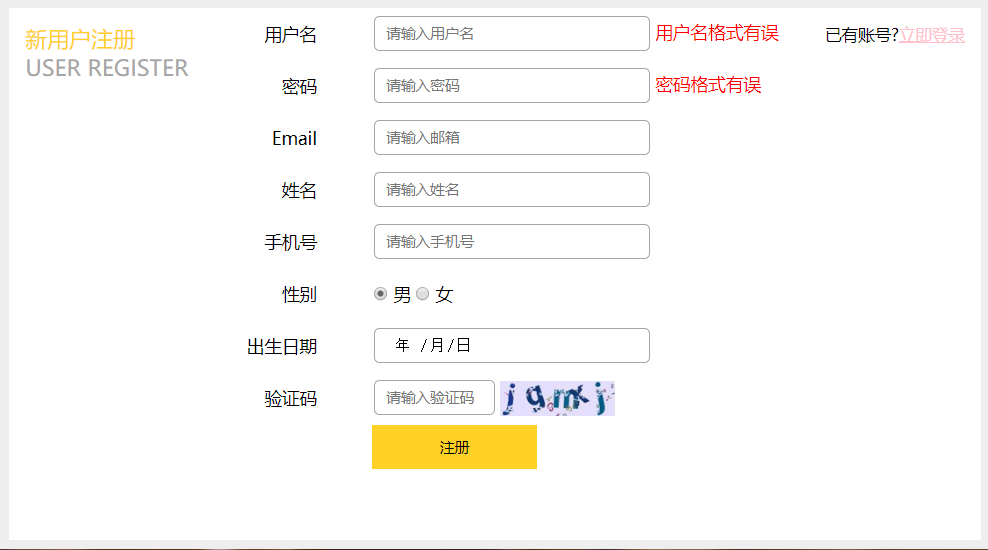 新用户注册
USER REGISTER
用户名 请输入用户名 用户名格式有误 已有账号?立即登录
密码 请输入密码 密码格式有误
Email 请输入邮箱
姓名 请输入姓名
手机号 请输入手机号
性别 男 女
出生日期 年 /月/日
验证码 请输入验证码
注册